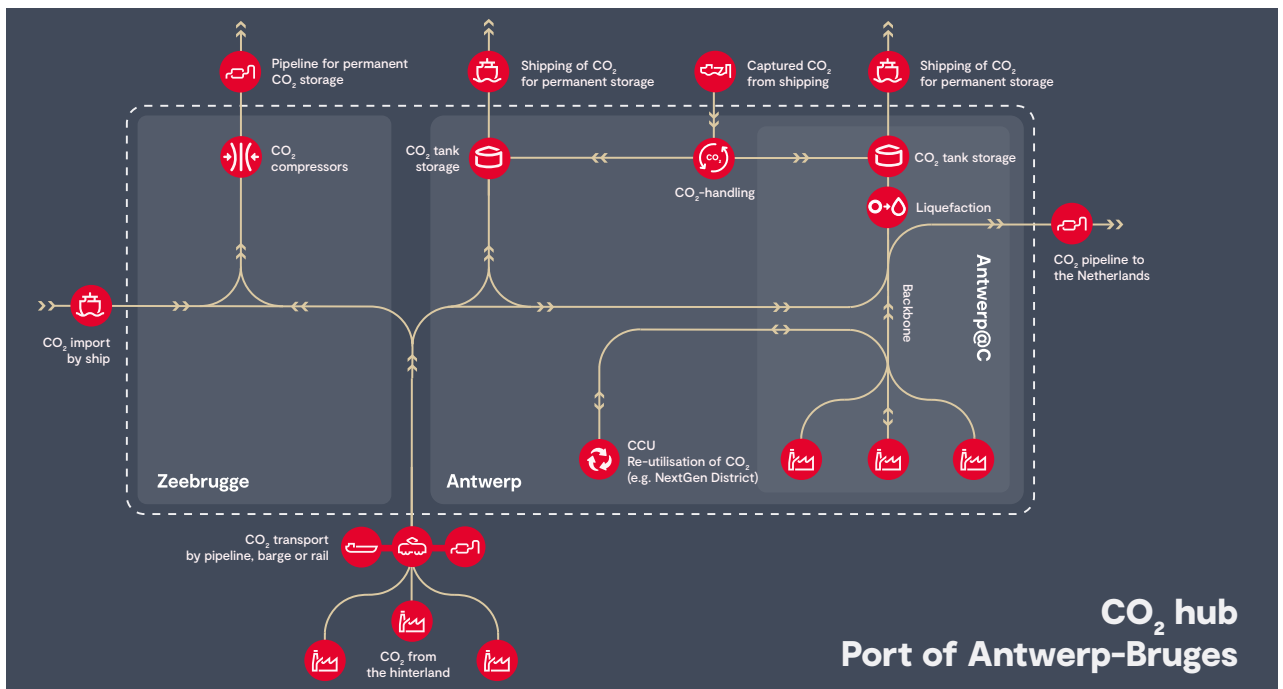 Pipeline for permanent
CO₂ storage
Shipping of CO₂
for permanent storage
Captured CO₂
from shipping
Shipping of CO₂
for permanent storage
CO₂
compressors
CO₂ tank
storage
CO₂
CO₂-handling
CO₂ tank storage
Liquefaction
CO₂ pipeline to
the Netherlands
Antwerp@C
Backbone
CO₂ import
by ship
CCU
Re-utilisation of CO₂
(e.g. NextGen District)
Zeebrugge
Antwerp
CO₂ transport
by pipeline, barge or rail
CO₂ from
the hinterland
CO₂ hub
Port of Antwerp-Bruges